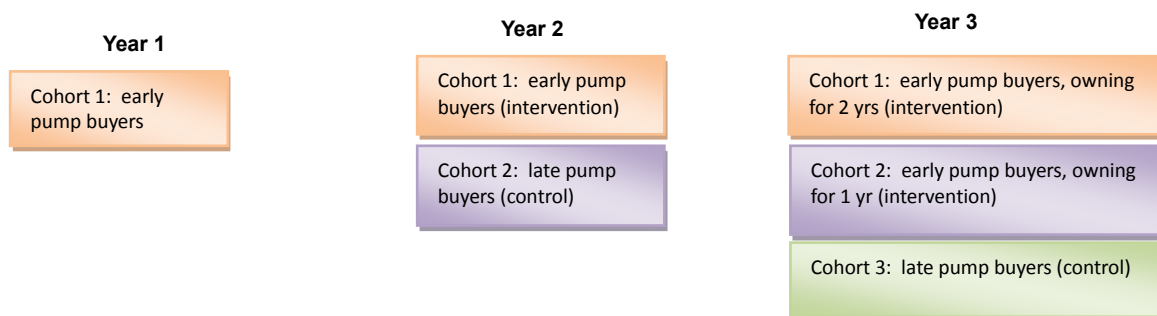 Year 1
Cohort 1:  early
pump buyers
Year 2
Cohort 1:  early pump
buyers (intervention)
Cohort 2:  late pump
buyers (control)
Year 3
Cohort 1:  early pump buyers, owning
for 2 yrs (intervention)
Cohort 2:  early pump buyers, owning
for 1 yr (intervention)
Cohort 3:  late pump buyers (control)